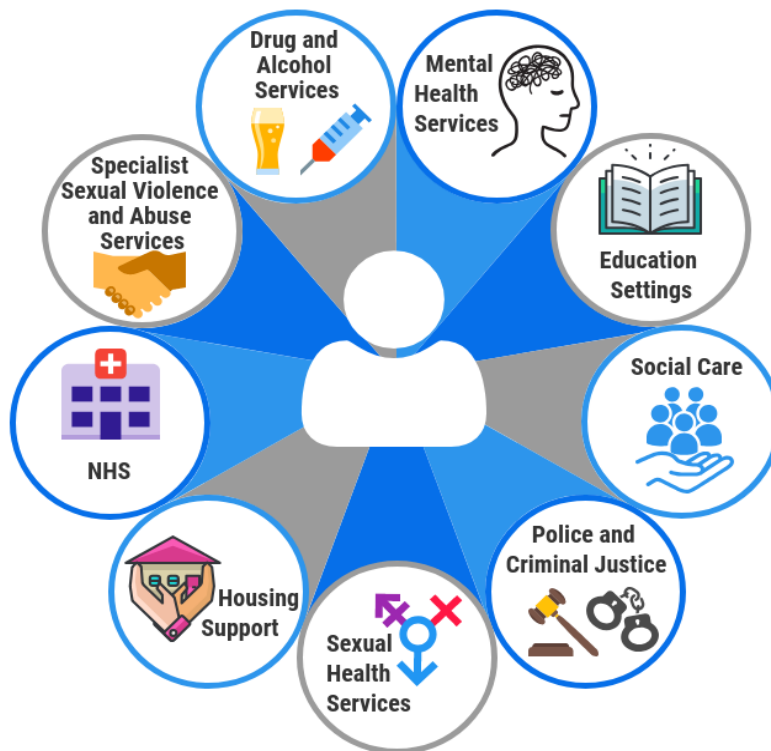 Drug and
Alcohol
Services
Mental
Health
Services
Specialist
Sexual Violence
and Abuse
Services
Education
Settings
NHS
Social Care
Housing
Support
Police and
Criminal Justice
Sexual
Health
Services